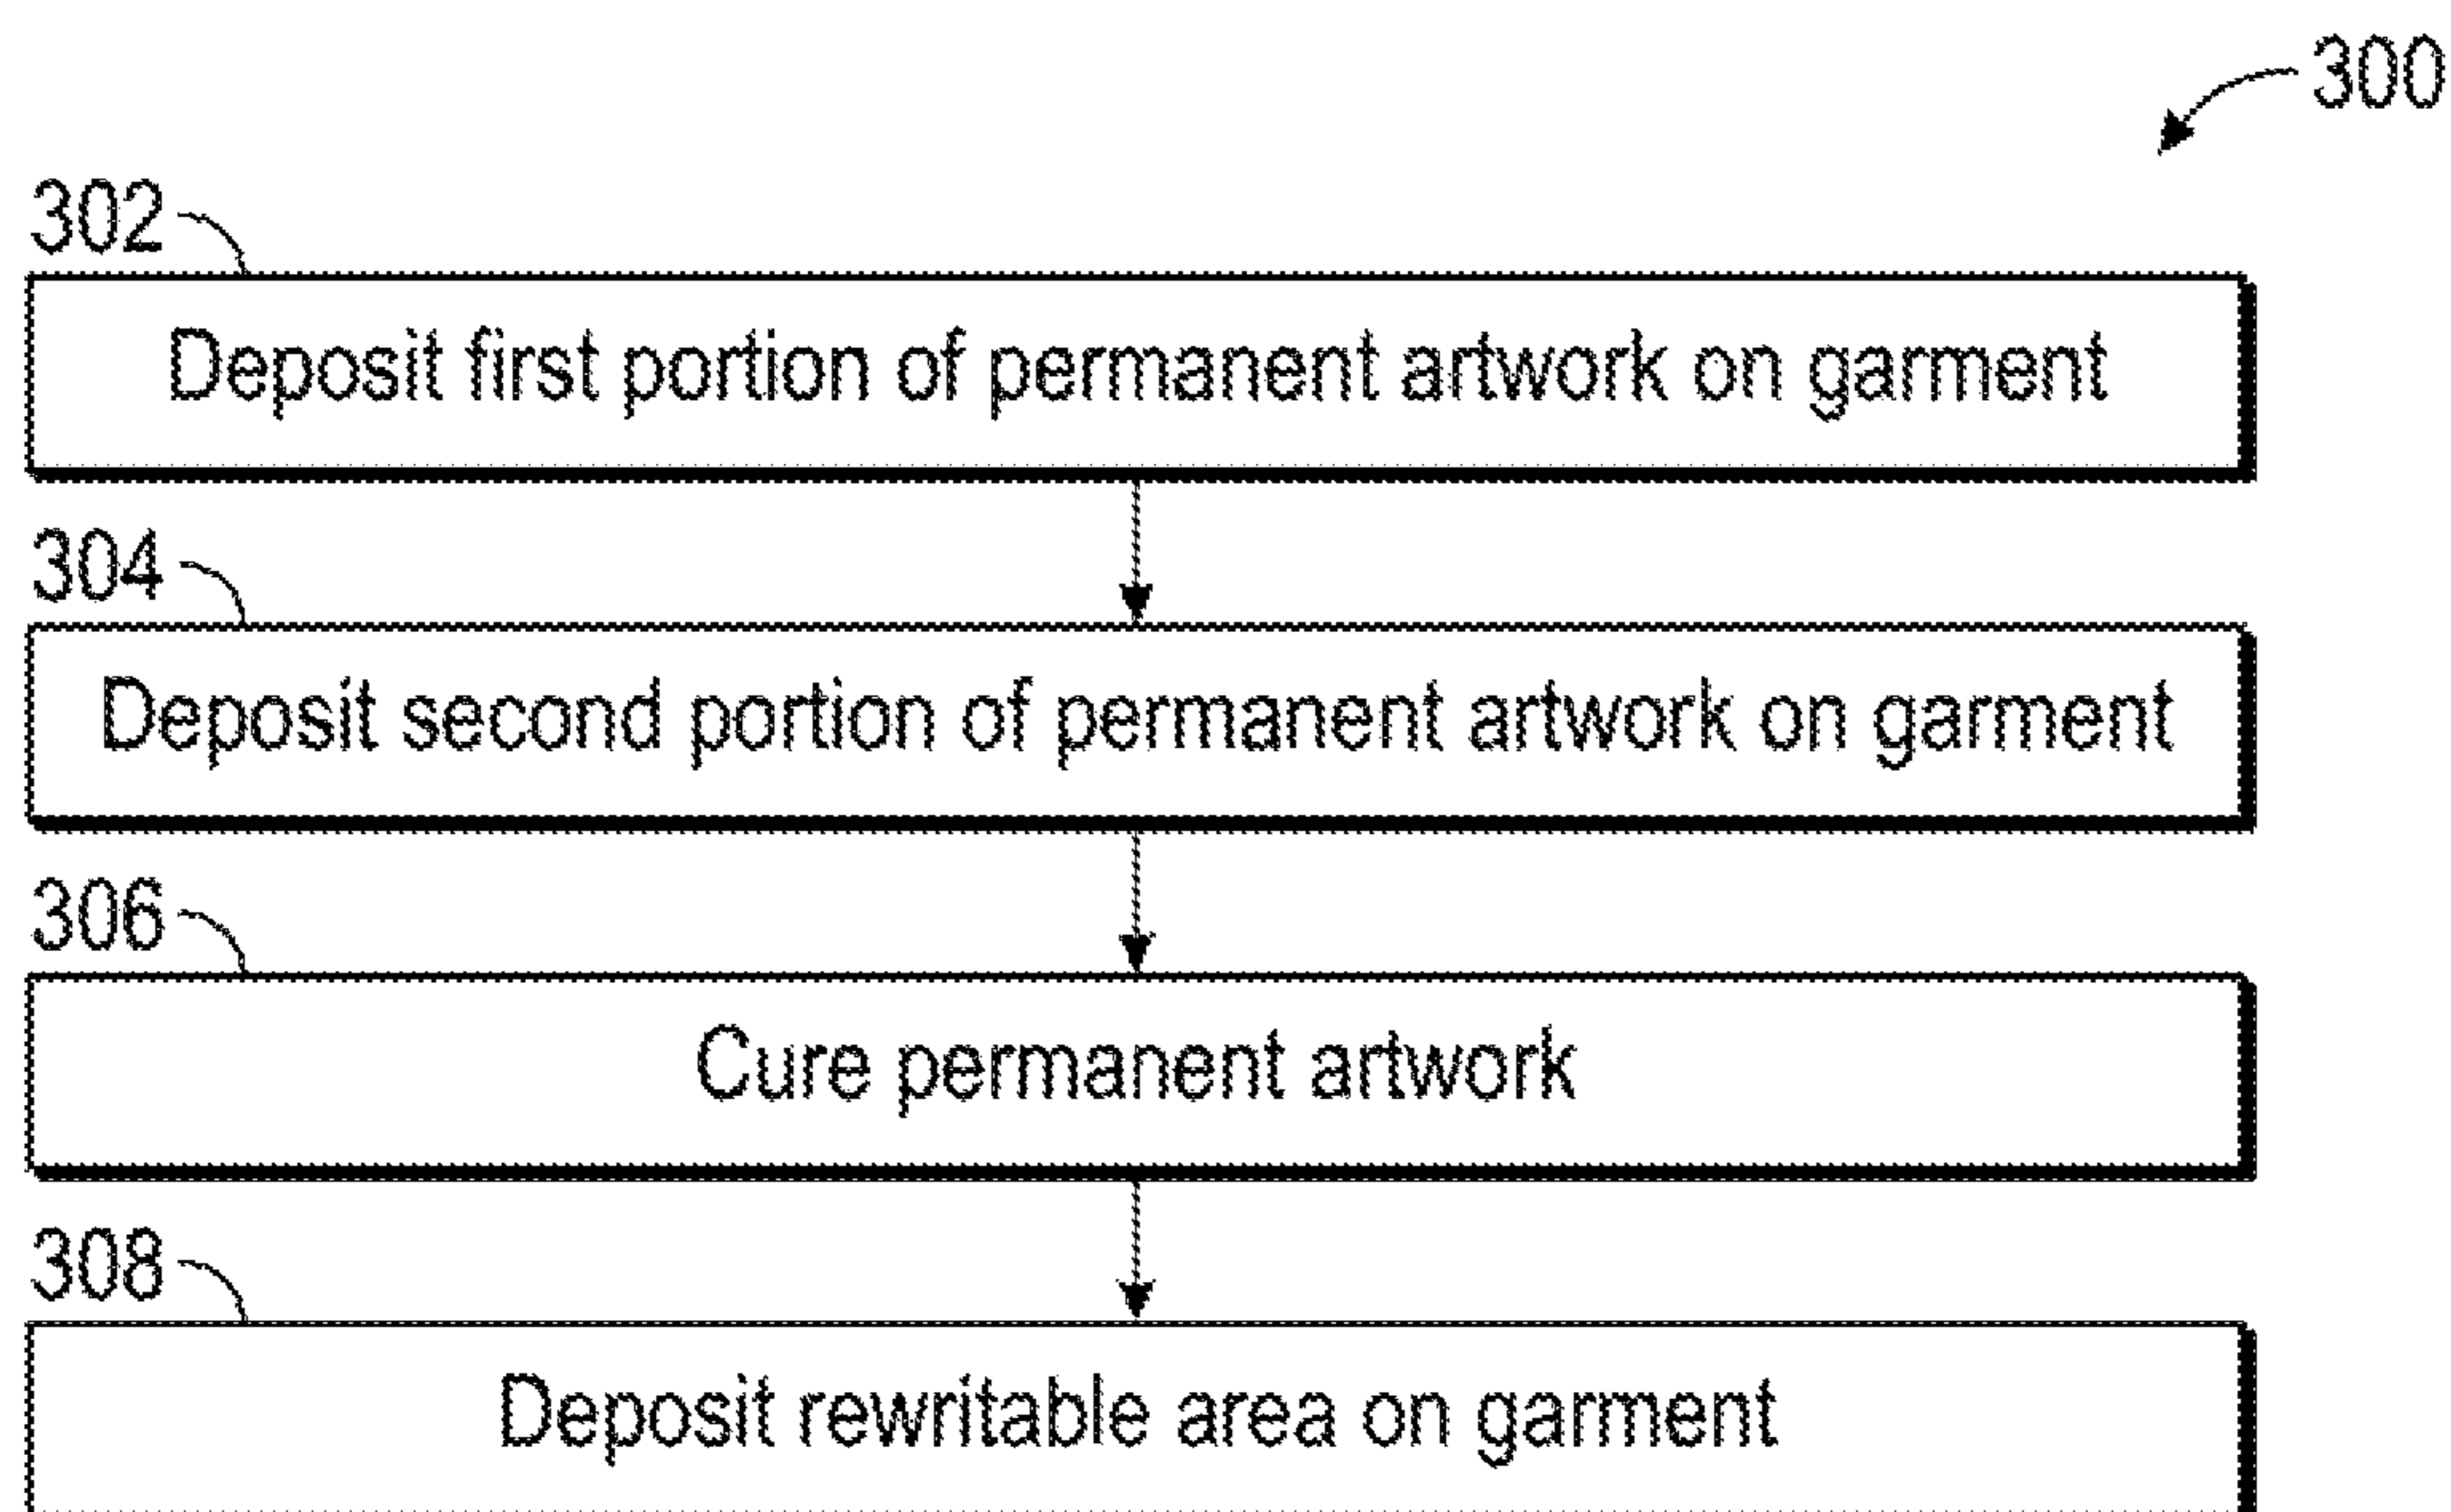 300
302
Deposit first portion of permanent artwork on garment
304
Deposit second portion of permanent artwork on garment
306
Cure permanent artwork
308
Deposit rewritable area on garment